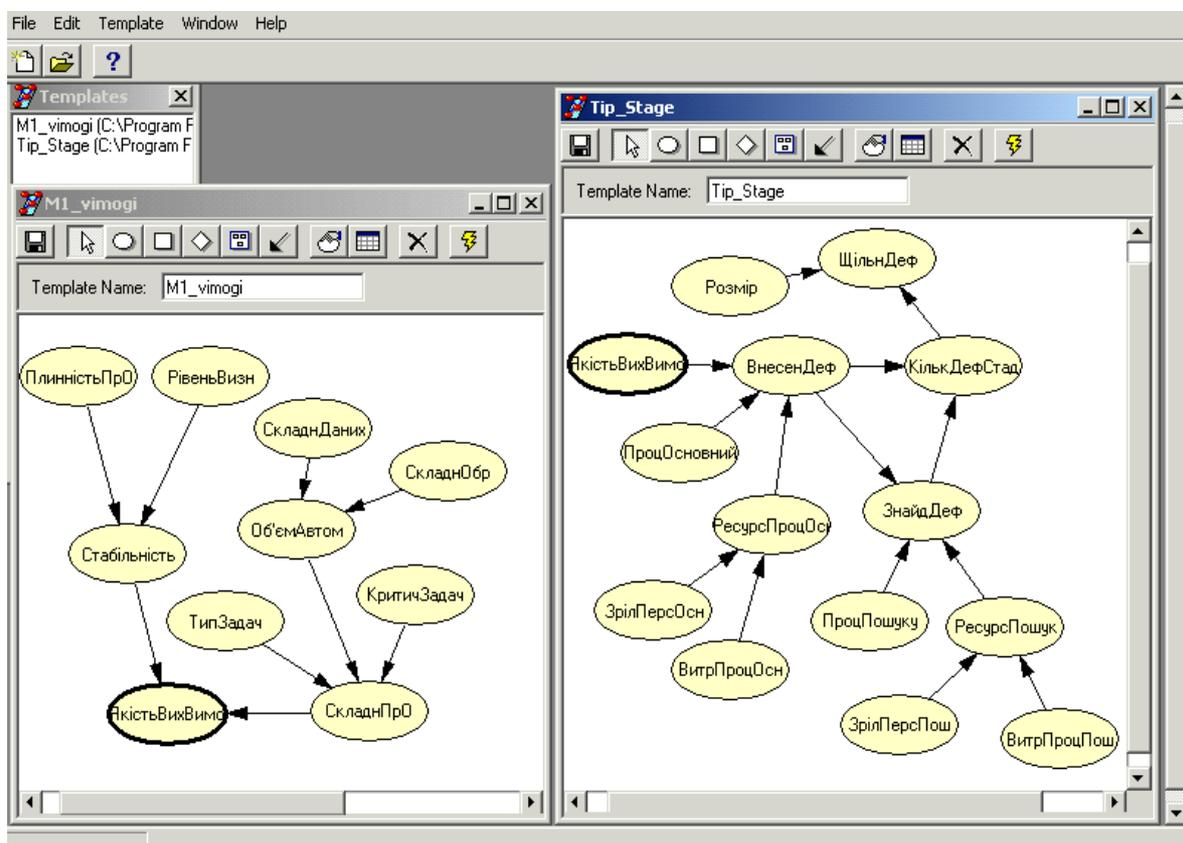 File Edit Template Window Help
Templates
M1_vimogi (C:\Program F
Tip_Stage (C:\Program F
M1_vimogi
Template Name: M1_vimogi
ПлинністьПрО
РівеньВизн
СкладнДаних
СкладнОбр
Об'ємАвтом
Стабільність
КритичЗадач
ТипЗадач
ЯкістьВихВимо
СкладнПрО
Tip_Stage
Template Name: Tip_Stage
ЩільнДеф
Розмір
ЯкістьВихВимо
ВнесенДеф
КількДефСтад
ПроцОсновний
ЗнайдДеф
РесурсПроцОсн
ЗрілПерсОсн
ПроцПошуку
РесурсПошук
ВитрПроцОсн
ЗрілПерсПош
ВитрПроцПош